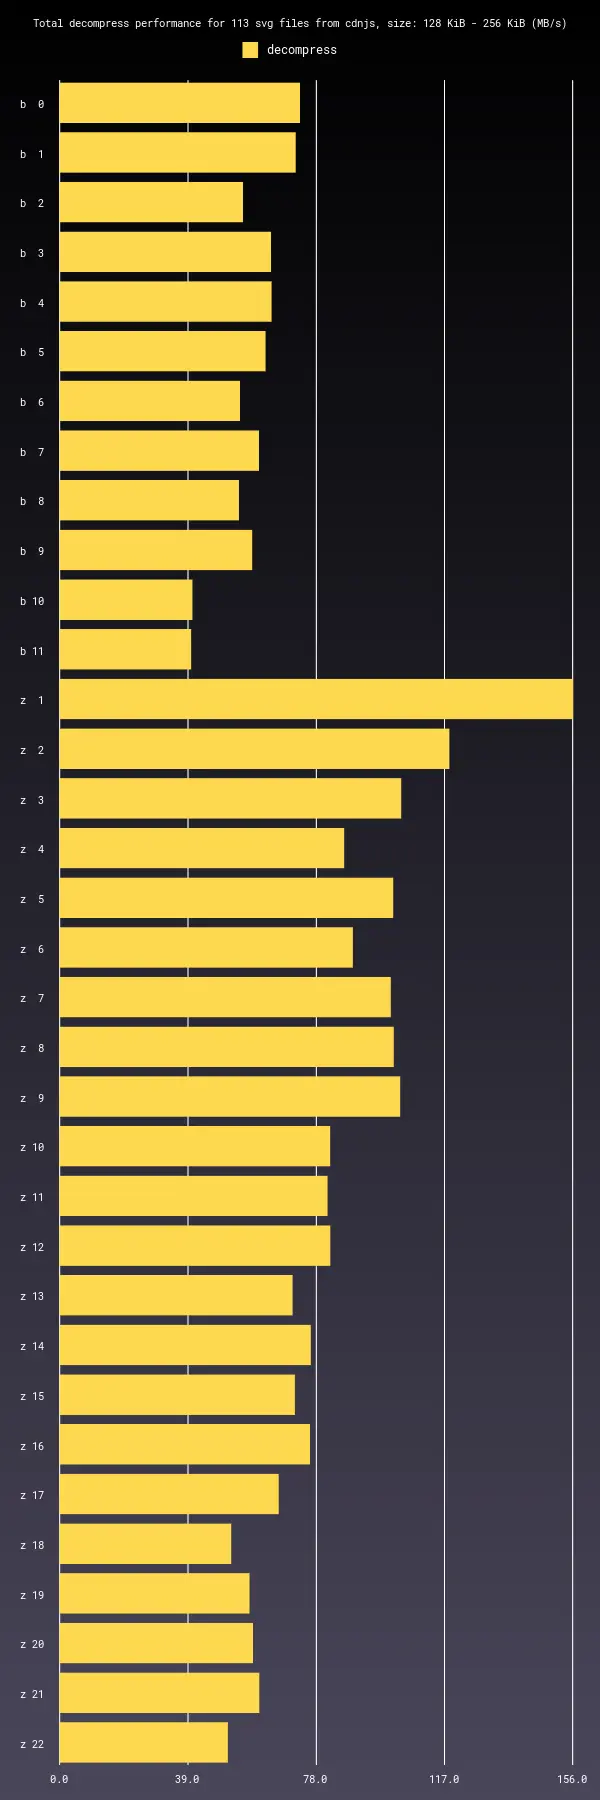 Total decompress performance for 113 svg files from cdnjs, size: 128 KiB - 256 KiB (MB/s)
decompress
b 0
b 1
b 2
b 3
b 4
b 5
b 6
b 7
b 8
b 9
b 10
b 11
z 1
z 2
z 3
z 4
z 5
z 6
z 7
z 8
z 9
z 10
z 11
z 12
z 13
z 14
z 15
z 16
z 17
z 18
z 19
z 20
z 21
z 22
0.0 39.0 78.0 117.0 156.0